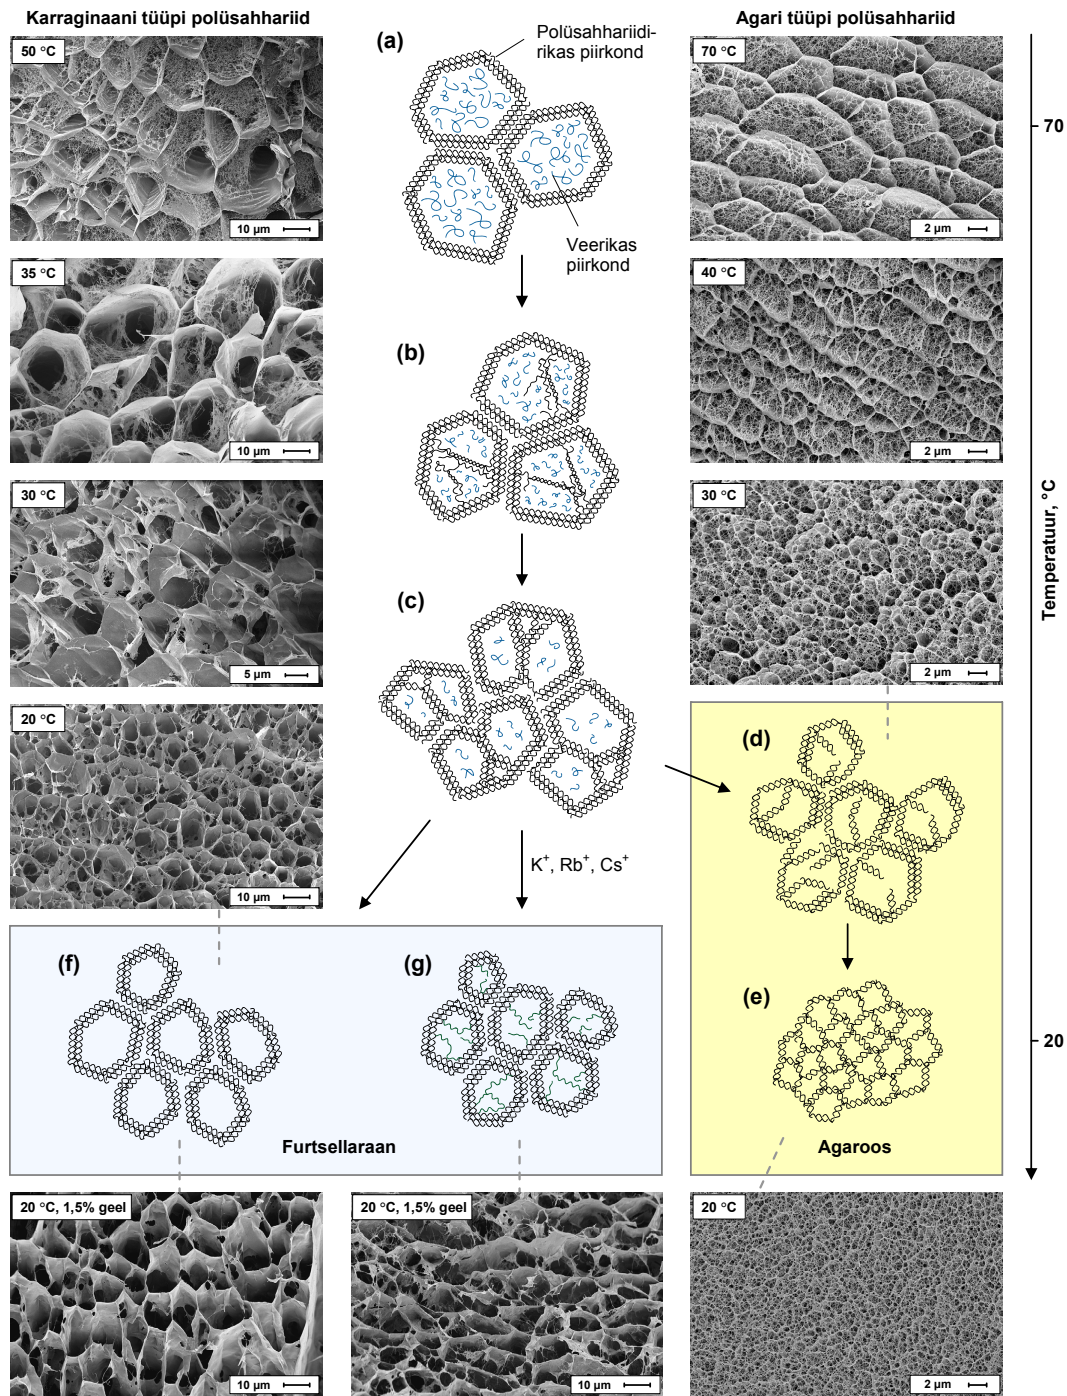 Karraginaani tüüpi polüsahhariid
Agari tüüpi polüsahhariid
50 °C
10 µm
(a)
Polüsahhariidi-
rikas piirkond
Veerikas
piirkond
70 °C
2 µm
70
35 °C
10 µm
(b)
40 °C
2 µm
30 °C
5 µm
(c)
30 °C
2 µm
Temperatuur, °C
20 °C
10 µm
K+, Rb+, Cs+
(d)
(e)
Agaroos
20
(f)
(g)
Furtsellaraan
20 °C, 1,5% geel
10 µm
20 °C, 1,5% geel
10 µm
20 °C
2 µm